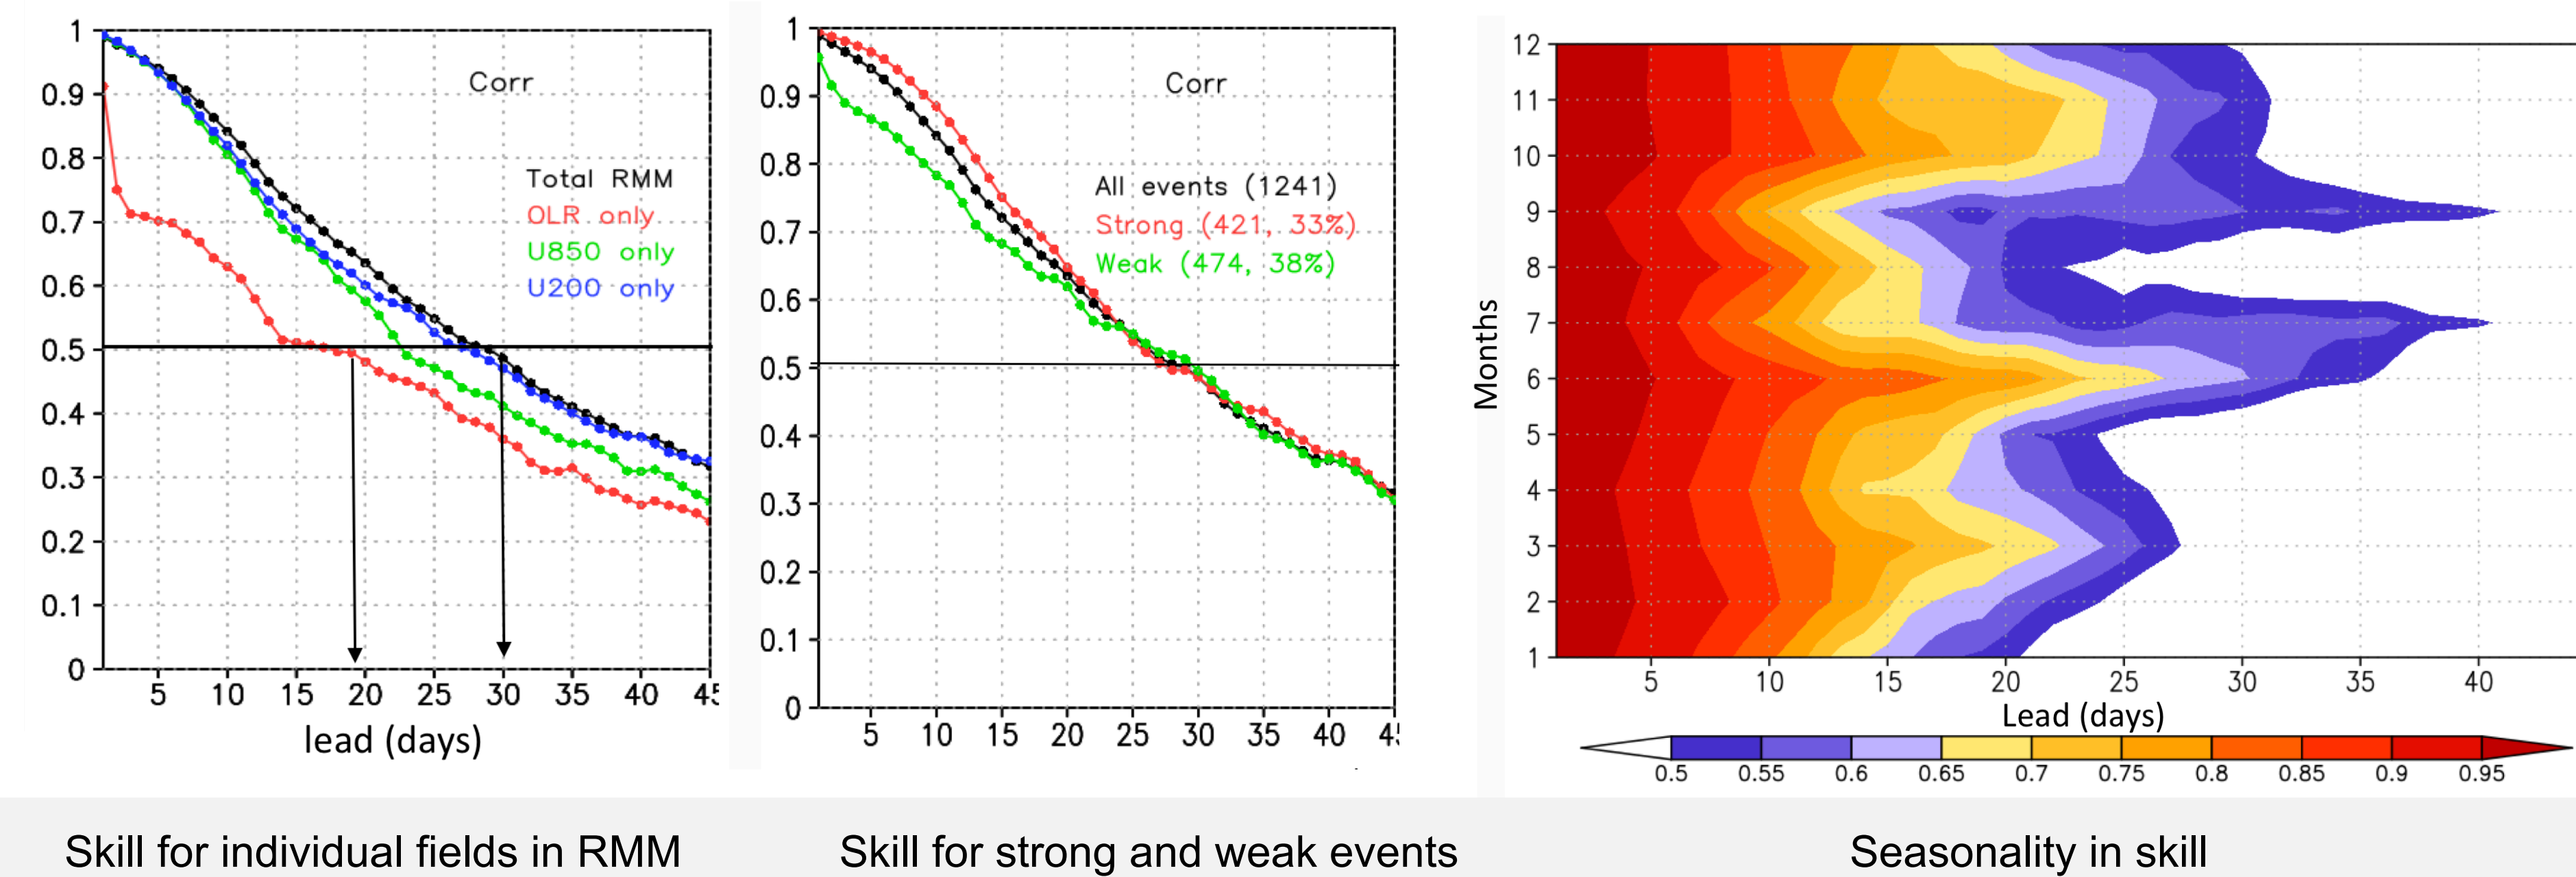 1
0.9
0.8
0.7
0.6
0.5
0.4
0.3
0.2
0.1
0
Corr
Total RMM
OLR only
U850 only
U200 only
5 10 15 20 25 30 35 40 45
lead (days)
Skill for individual fields in RMM
1
0.9
0.8
0.7
0.6
0.5
0.4
0.3
0.2
0.1
0
Corr
All events (1241)
Strong (421, 33%)
Weak (474, 38%)
5 10 15 20 25 30 35 40
Skill for strong and weak events
Months
12
11
10
9
8
7
6
5
4
3
2
1
5 10 15 20 25 30 35 40
Lead (days)
0.5 0.55 0.6 0.65 0.7 0.75 0.8 0.85 0.9 0.95
Seasonality in skill